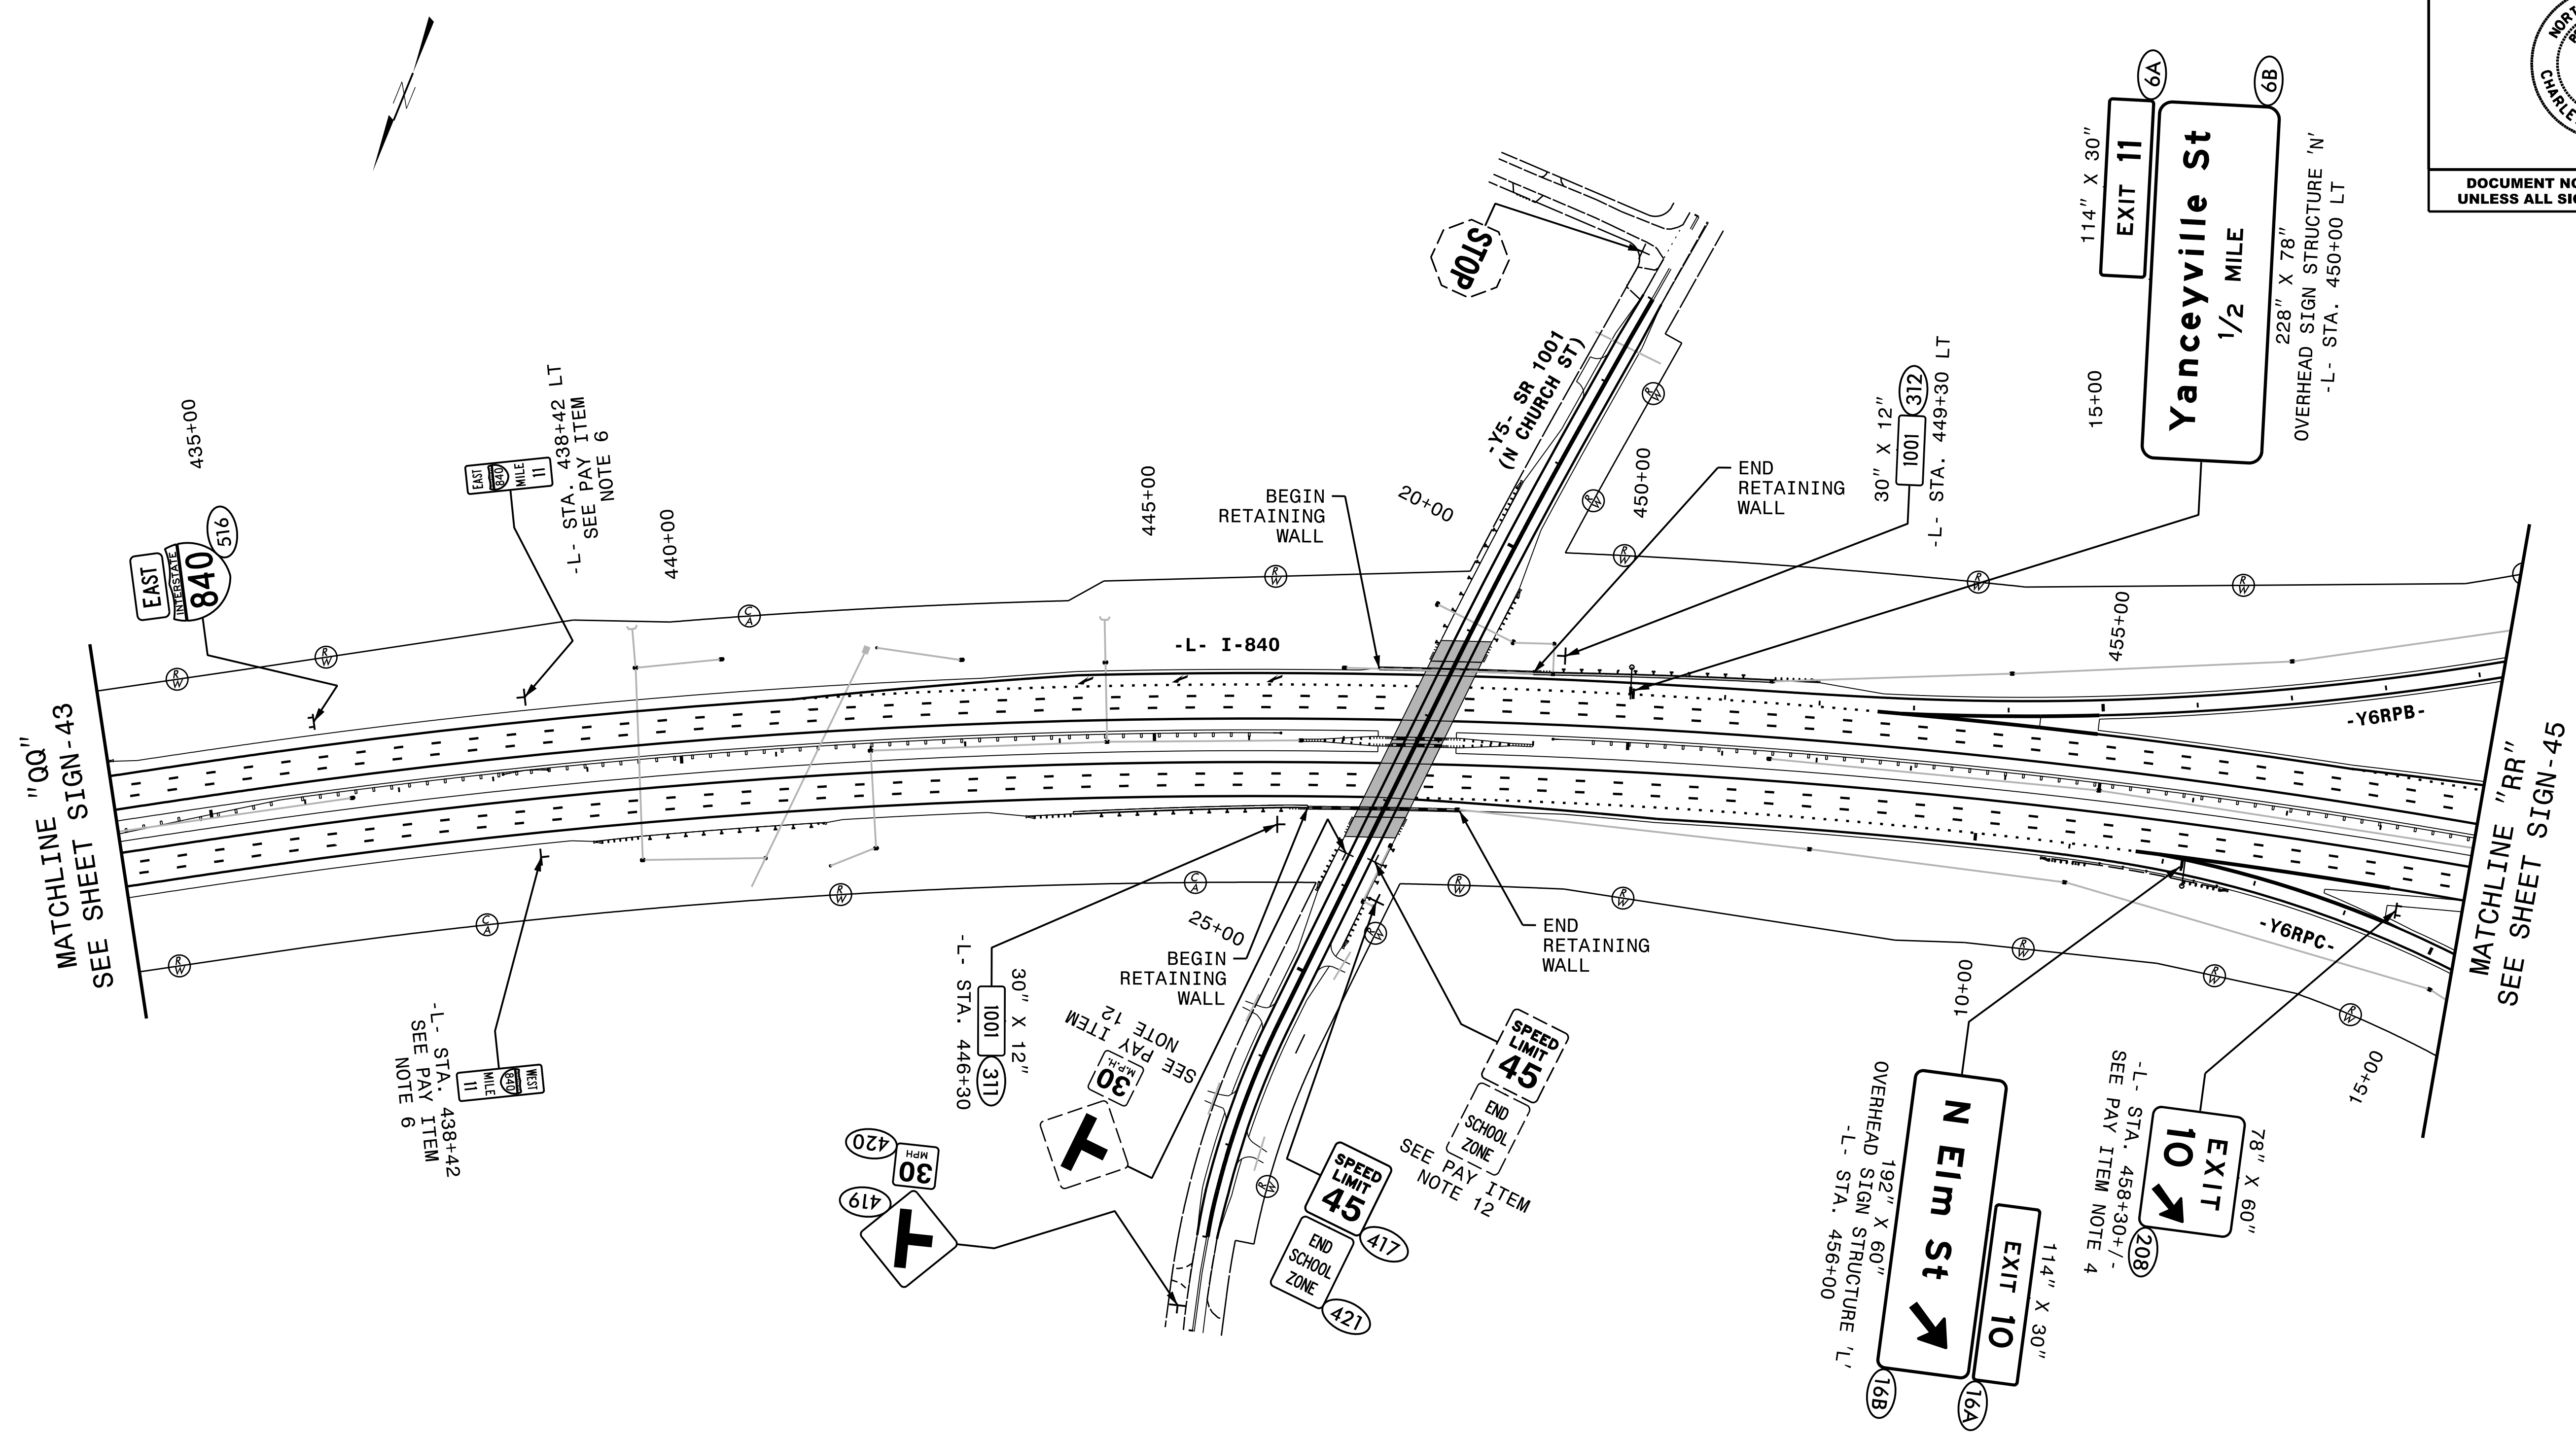 NORT
CHARLE
DOCUMENT NO
UNLESS ALL SIG
6A
6B
EXIT 11
114" X 30"
Yanceyville St
1/2 MILE
228" X 78"
OVERHEAD SIGN STRUCTURE 'N'
-L- STA. 450+00 LT
STOP
-Y5- SR 1001
(N CHURCH ST)
435+00
440+00
445+00
20+00
450+00
15+00
455+00
516
EAST
INTERSTATE
840
EAST
840
MILE
11
-L- STA. 438+42 LT
SEE PAY ITEM
NOTE 6
BEGIN
RETAINING
WALL
END
RETAINING
WALL
30" X 12"
1001
312
-L- STA. 449+30 LT
-L- I-840
-Y6RPB-
-Y6RPC-
MATCHLINE "QQ"
SEE SHEET SIGN-43
MATCHLINE "RR"
SEE SHEET SIGN-45
-L- STA. 438+42
SEE PAY ITEM
NOTE 6
WEST
840
MILE
11
-L- STA. 446+30
1001
311
30" X 12"
25+00
BEGIN
RETAINING
WALL
END
RETAINING
WALL
SEE PAY ITEM
NOTE 12
30
M.P.H.
420
30
MPH
419
SPEED
LIMIT
45
END
SCHOOL
ZONE
SEE PAY ITEM
NOTE 12
SPEED
LIMIT
45
417
END
SCHOOL
ZONE
421
10+00
15+00
N Elm St
192" X 60"
OVERHEAD SIGN STRUCTURE 'L'
-L- STA. 456+00
16B
EXIT 10
114" X 30"
16A
EXIT
10
78" X 60"
208
-L- STA. 458+30+/-
SEE PAY ITEM NOTE 4
R/W
R/W
C/A
R/W
R/W
R/W
R/W
R/W
R/W
R/W
C/A
R/W
C/A
R/W
R/W
R/W
R/W
R/W
R/W
R/W